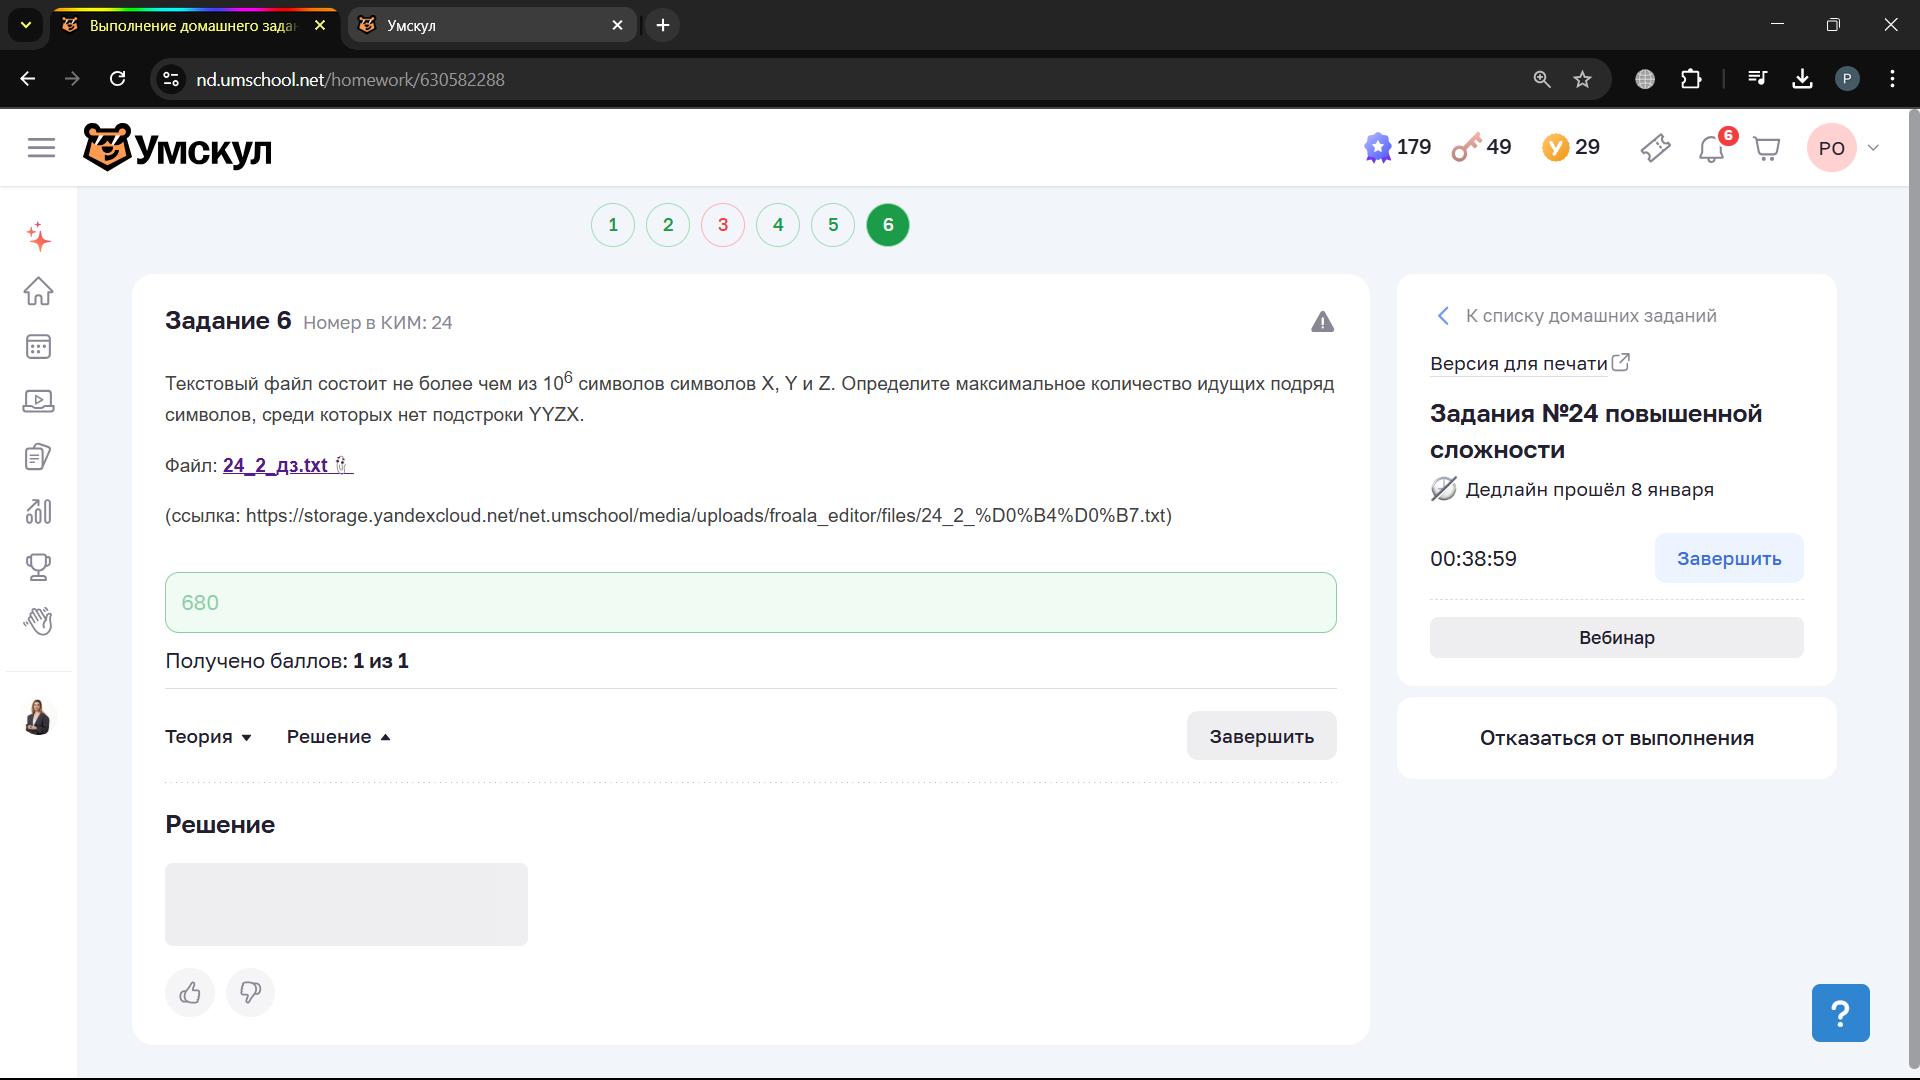 Выполнение домашнего задан
Умскул
nd.umschool.net/homework/630582288
P
Умскул
179
49
29
6
PO
1
2
3
4
5
6
Задание 6 Номер в КИМ: 24
Текстовый файл состоит не более чем из 10⁶ символов символов X, Y и Z. Определите максимальное количество идущих подряд
символов, среди которых нет подстроки YYZX.
Файл: 24_2_дз.txt
(ссылка: https://storage.yandexcloud.net/net.umschool/media/uploads/froala_editor/files/24_2_%D0%B4%D0%B7.txt)
680
Получено баллов: 1 из 1
Теория
Решение
Завершить
Решение
К списку домашних заданий
Версия для печати
Задания №24 повышенной
сложности
Дедлайн прошёл 8 января
00:38:59
Завершить
Вебинар
Отказаться от выполнения
?